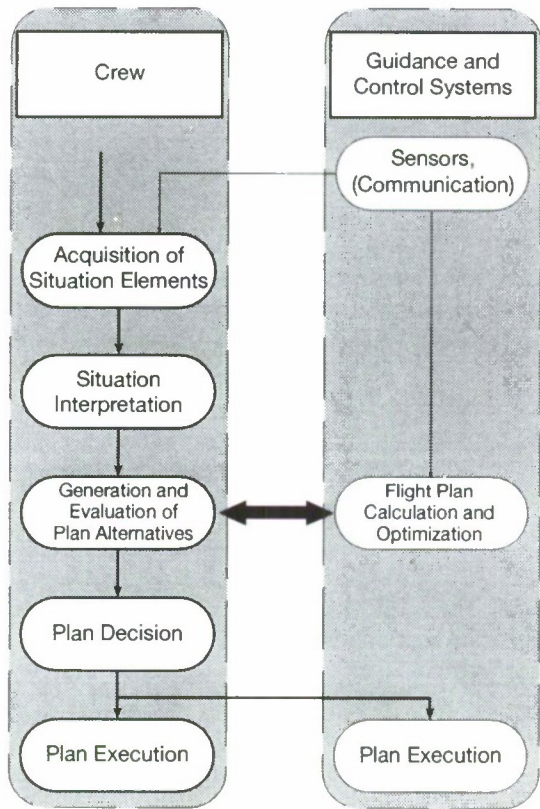 Crew
Guidance and
Control Systems
Sensors,
(Communication)
Acquisition of
Situation Elements
Situation
Interpretation
Generation and
Evaluation of
Plan Alternatives
Flight Plan
Calculation and
Optimization
Plan Decision
Plan Execution
Plan Execution